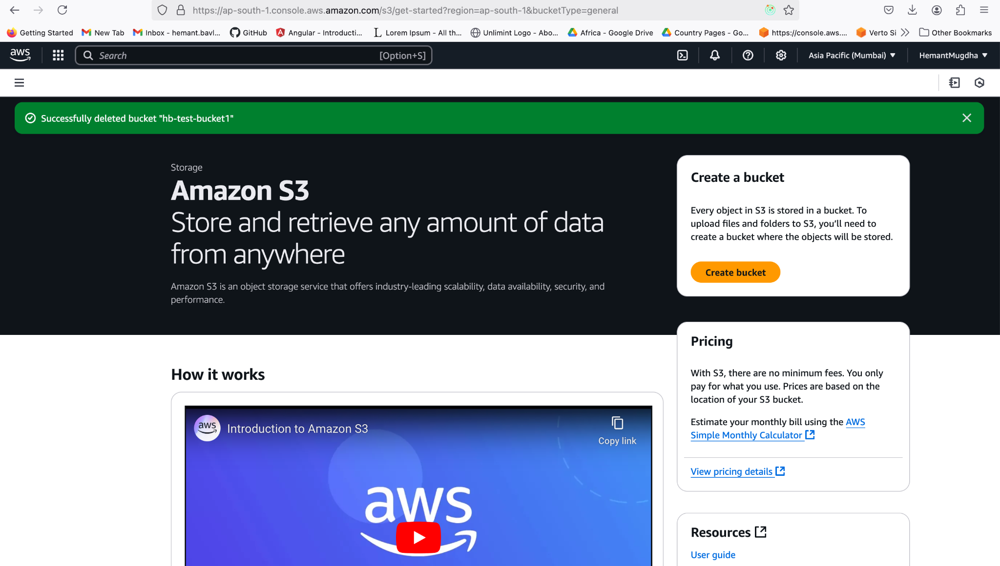 https://ap-south-1.console.aws.amazon.com/s3/get-started?region=ap-south-1&bucketType=general
Getting Started New Tab Inbox - hemant.bavl... GitHub Angular - Introducti... Lorem Ipsum - All th... Unlimint Logo - Abo... Africa - Google Drive Country Pages - Go... https://console.aws.... Verto Si Other Bookmarks
aws Search [Option+S] Asia Pacific (Mumbai) HemantMugdha
Successfully deleted bucket "hb-test-bucket1"
Storage
Amazon S3
Store and retrieve any amount of data
from anywhere
Amazon S3 is an object storage service that offers industry-leading scalability, data availability, security, and
performance.
Create a bucket
Every object in S3 is stored in a bucket. To
upload files and folders to S3, you'll need to
create a bucket where the objects will be stored.
Create bucket
Pricing
With S3, there are no minimum fees. You only
pay for what you use. Prices are based on the
location of your S3 bucket.
Estimate your monthly bill using the AWS
Simple Monthly Calculator
View pricing details
How it works
aws Introduction to Amazon S3
Copy link
aws
Resources
User guide